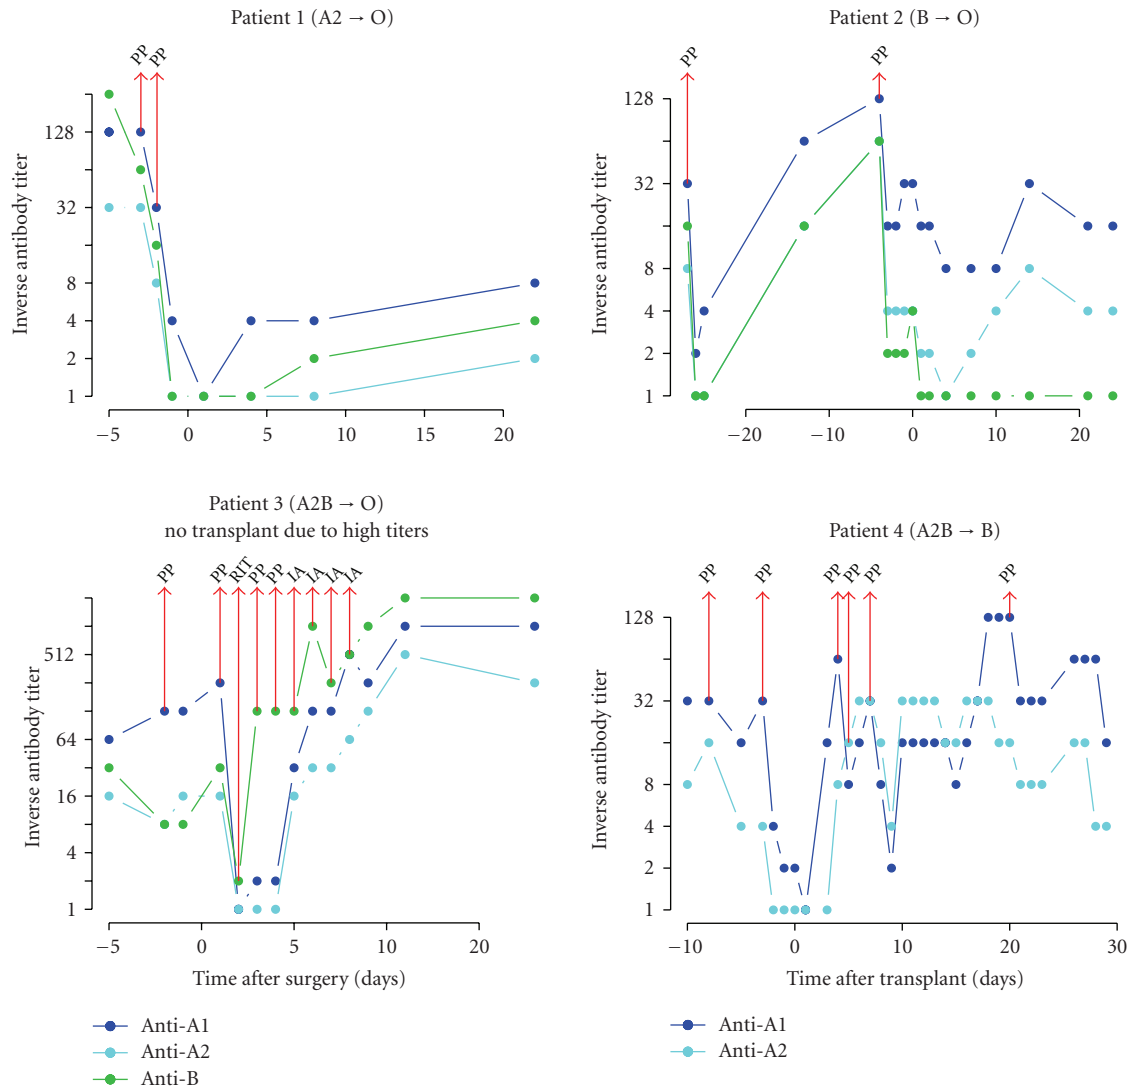 Patient 1 (A2 → O)
PP PP
Inverse antibody titer
128
32
8
4
2
1
−5 0 5 10 15 20
Patient 2 (B → O)
PP PP
Inverse antibody titer
128
32
8
4
2
1
−20 −10 0 10 20
Patient 3 (A2B → O)
no transplant due to high titers
PP PP RIT PP PP IA IA IA IA
Inverse antibody titer
512
64
16
4
1
−5 0 5 10 20
Time after surgery (days)
Anti-A1
Anti-A2
Anti-B
Patient 4 (A2B → B)
PP PP PP PP PP PP
Inverse antibody titer
128
32
8
4
2
1
−10 0 10 20 30
Time after transplant (days)
Anti-A1
Anti-A2